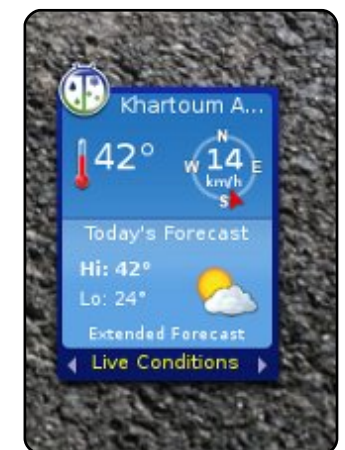 Khartoum A...
42°
N
W 14 E
km/h
S
Today's Forecast
Hi: 42°
Lo: 24°
Extended Forecast
Live Conditions